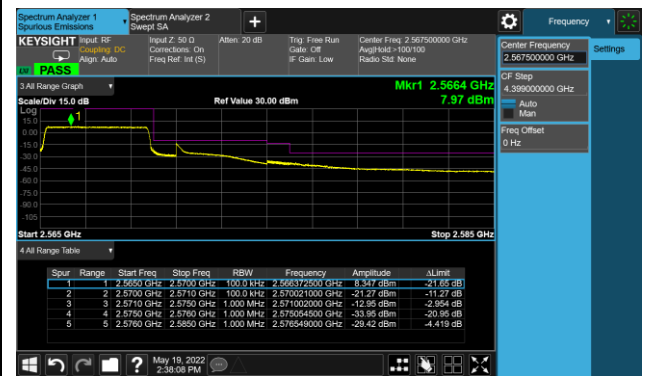 Spectrum Analyzer 1
Spurious Emissions
Spectrum Analyzer 2
Swept SA
Frequency
KEYSIGHT
Input: RF
Coupling: DC
Align: Auto
Input Z: 50 Ω
Corrections: On
Freq Ref: Int (S)
Atten: 20 dB
Trig: Free Run
Gate: Off
IF Gain: Low
Center Freq: 2.567500000 GHz
Avg|Hold:>100/100
Radio Std: None
PASS
Center Frequency
2.567500000 GHz
Settings
CF Step
4.399000000 GHz
Auto
Man
Freq Offset
0 Hz
3 All Range Graph
Mkr1 2.5664 GHz
Scale/Div 15.0 dB
Ref Value 30.00 dBm
7.97 dBm
Log
1
15.0
0.00
-15.0
-30.0
-45.0
-60.0
-75.0
-90.0
-105
Start 2.565 GHz
Stop 2.585 GHz
4 All Range Table
Spur Range Start Freq Stop Freq RBW Frequency Amplitude ΔLimit
1 1 2.5650 GHz 2.5700 GHz 100.0 kHz 2.566372500 GHz 8.347 dBm -21.65 dB
2 2 2.5700 GHz 2.5710 GHz 100.0 kHz 2.570021000 GHz -21.27 dBm -11.27 dB
3 3 2.5710 GHz 2.5750 GHz 1.000 MHz 2.571002000 GHz -12.95 dBm -2.954 dB
4 4 2.5750 GHz 2.5760 GHz 1.000 MHz 2.575054500 GHz -33.95 dBm -20.95 dB
5 5 2.5760 GHz 2.5850 GHz 1.000 MHz 2.576549000 GHz -29.42 dBm -4.419 dB
May 19, 2022
2:38:08 PM